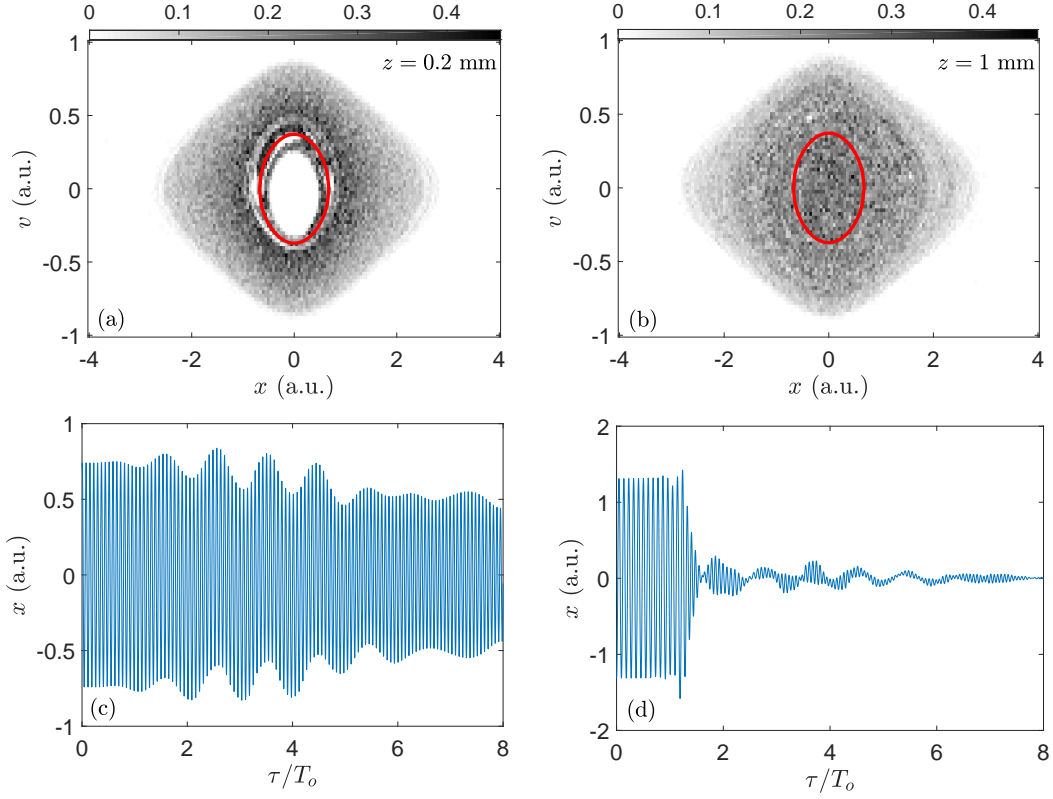 0 0.1 0.2 0.3 0.4
z = 0.2 mm
1
0.5
0
-0.5
-1
v (a.u.)
(a)
-4 -2 0 2 4
x (a.u.)
0 0.1 0.2 0.3 0.4
z = 1 mm
1
0.5
0
-0.5
-1
v (a.u.)
(b)
-4 -2 0 2 4
x (a.u.)
1
0.5
0
-0.5
-1
x (a.u.)
(c)
0 2 4 6 8
τ/Tₒ
2
1
0
-1
-2
x (a.u.)
(d)
0 2 4 6 8
τ/Tₒ